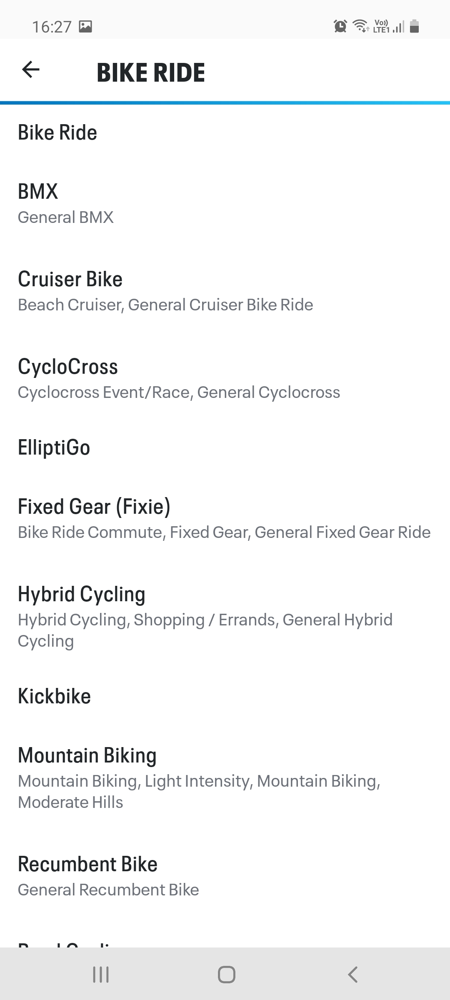 16:27
Vo))
LTE1
BIKE RIDE
Bike Ride
BMX
General BMX
Cruiser Bike
Beach Cruiser, General Cruiser Bike Ride
CycloCross
Cyclocross Event/Race, General Cyclocross
ElliptiGo
Fixed Gear (Fixie)
Bike Ride Commute, Fixed Gear, General Fixed Gear Ride
Hybrid Cycling
Hybrid Cycling, Shopping / Errands, General Hybrid
Cycling
Kickbike
Mountain Biking
Mountain Biking, Light Intensity, Mountain Biking,
Moderate Hills
Recumbent Bike
General Recumbent Bike